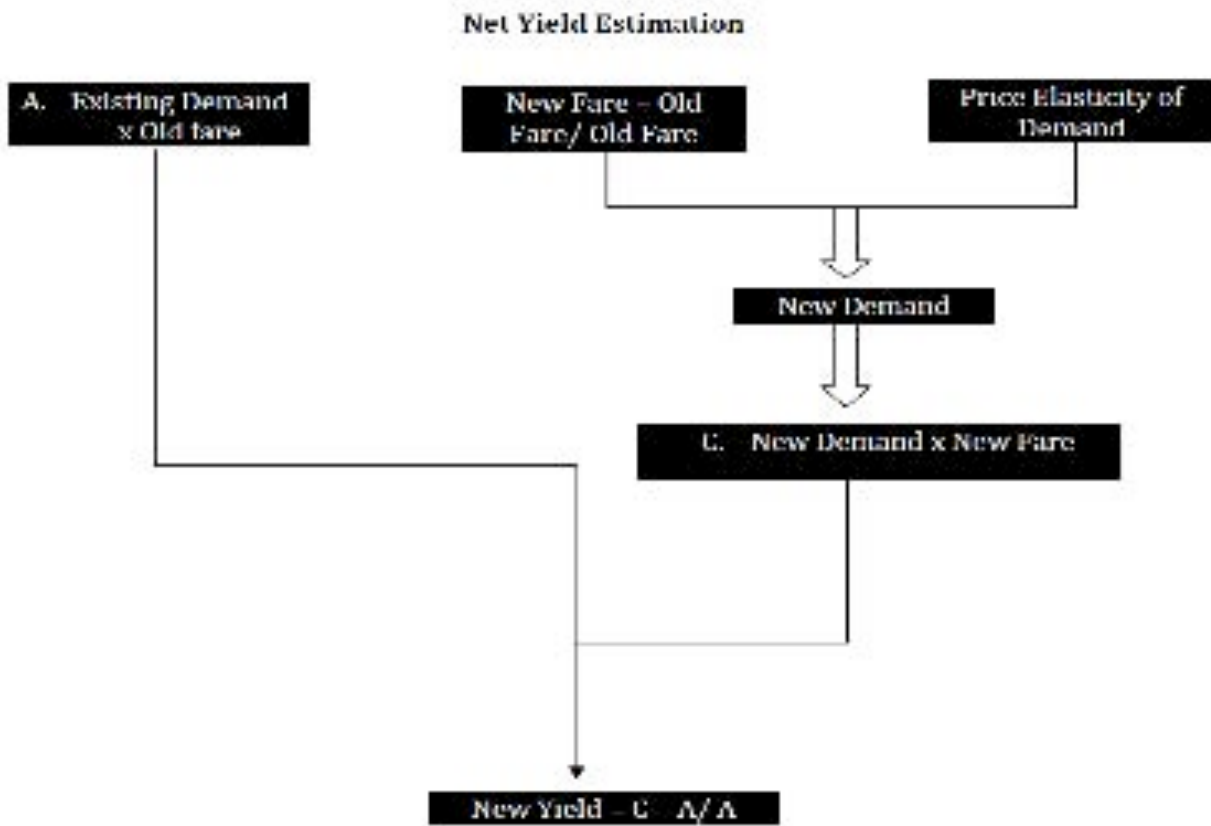 Net Yield Estimation
A. Existing Demand
x Old fare
New Fare – Old
Fare/ Old Fare
Price Elasticity of
Demand
New Demand
C. New Demand x New Fare
New Yield = C - A/ A